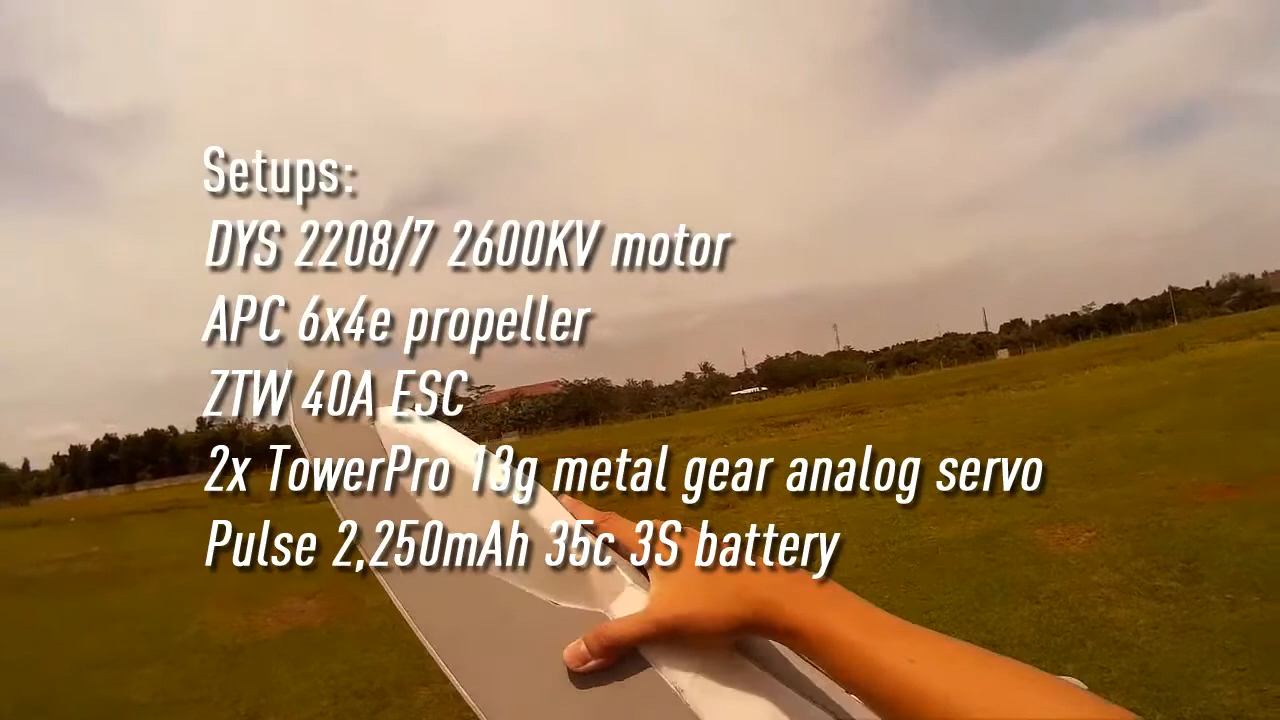 Setups:
DYS 2208/7 2600KV motor
APC 6x4e propeller
ZTW 40A ESC
2x TowerPro 13g metal gear analog servo
Pulse 2,250mAh 35c 3S battery